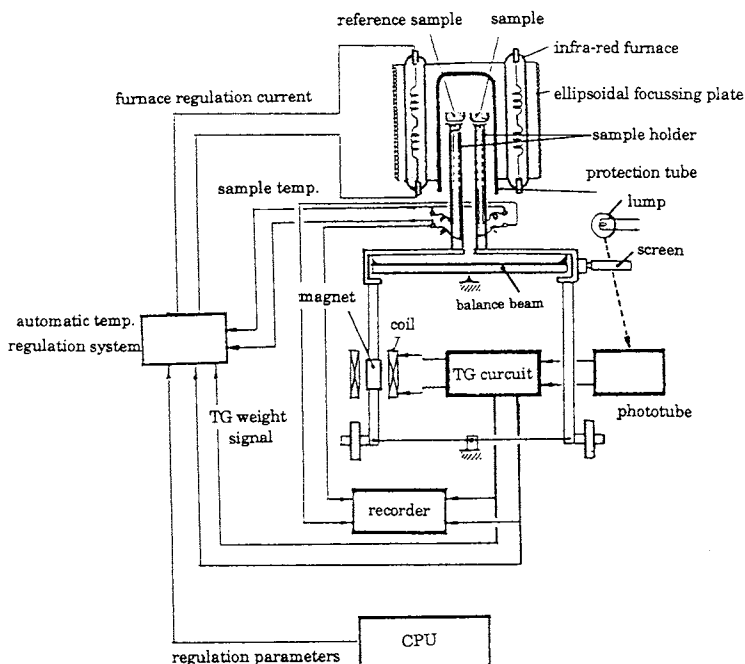 reference sample
sample
infra-red furnace
furnace regulation current
ellipsoidal focussing plate
sample holder
protection tube
sample temp.
lump
screen
magnet
balance beam
automatic temp.
regulation system
coil
TG curcuit
phototube
TG weight
signal
recorder
CPU
regulation parameters